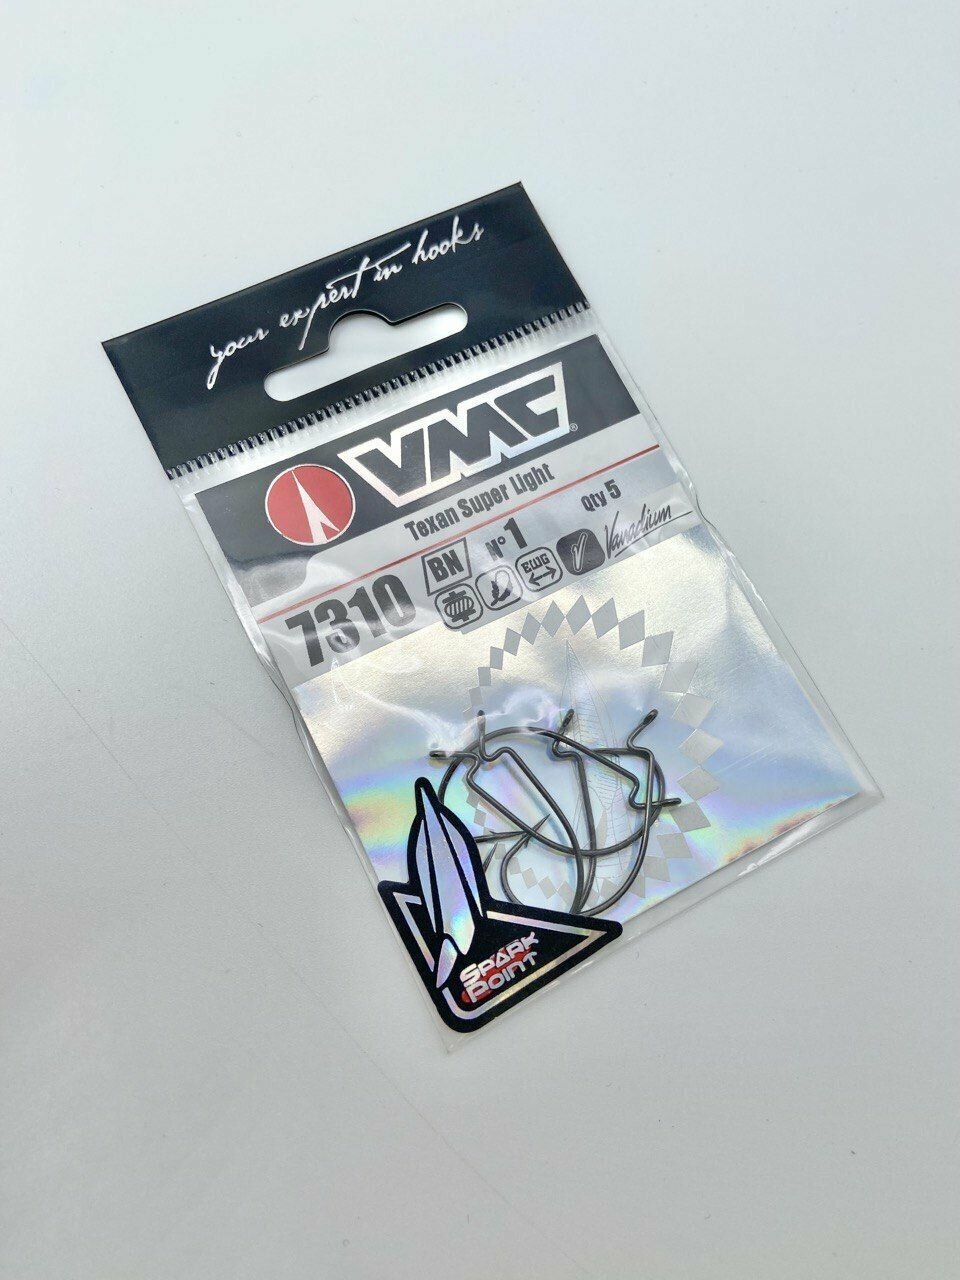 your expert in hooks
VMC®
Texan Super Light
7310
BN
N° 1
Qty 5
EWG
Vanadium
SPARK
POINT